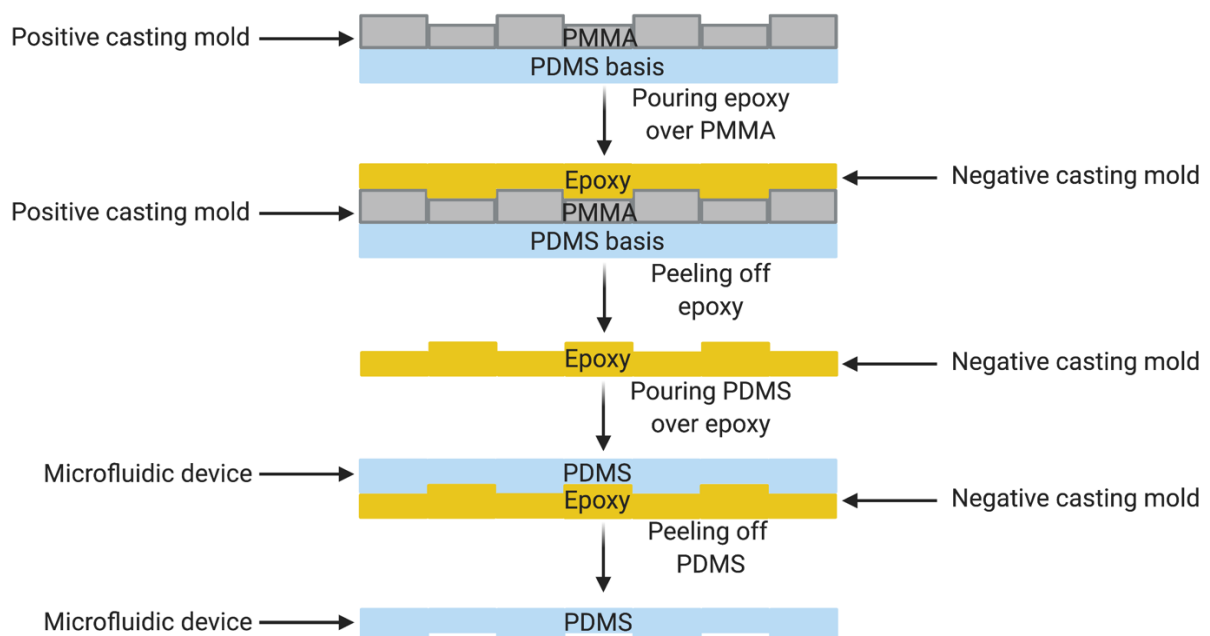 Positive casting mold
PMMA
PDMS basis
Pouring epoxy
over PMMA
Epoxy
Negative casting mold
Positive casting mold
PMMA
PDMS basis
Peeling off
epoxy
Epoxy
Negative casting mold
Pouring PDMS
over epoxy
Microfluidic device
PDMS
Epoxy
Negative casting mold
Peeling off
PDMS
Microfluidic device
PDMS